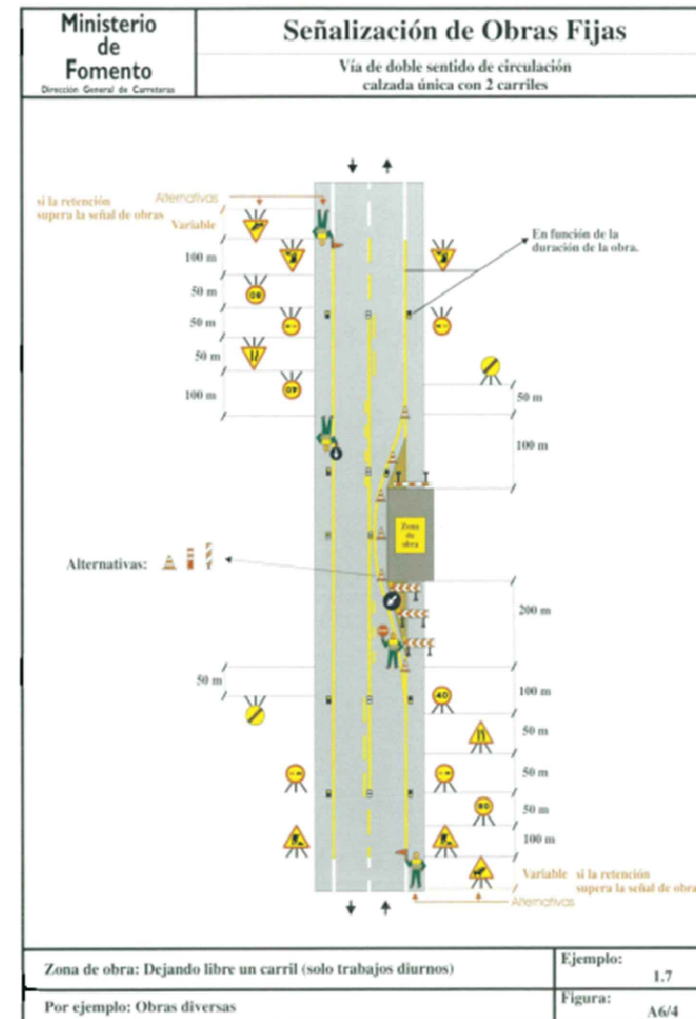 Ministerio
de
Fomento
Dirección General de Carreteras
Señalización de Obras Fijas
Vía de doble sentido de circulación
calzada única con 2 carriles
si la retención
supera la señal de obras
Alternativas
Variable
100 m
50 m
50 m
50 m
100 m
En función de la
duración de la obra.
50 m
100 m
Zona
de
obra
Alternativas:
200 m
50 m
100 m
40
50 m
50 m
80
50 m
100 m
Variable
si la retención
supera la señal de obra
Alternativas
Zona de obra: Dejando libre un carril (solo trabajos diurnos)
Ejemplo:
1.7
Por ejemplo: Obras diversas
Figura:
A6/4